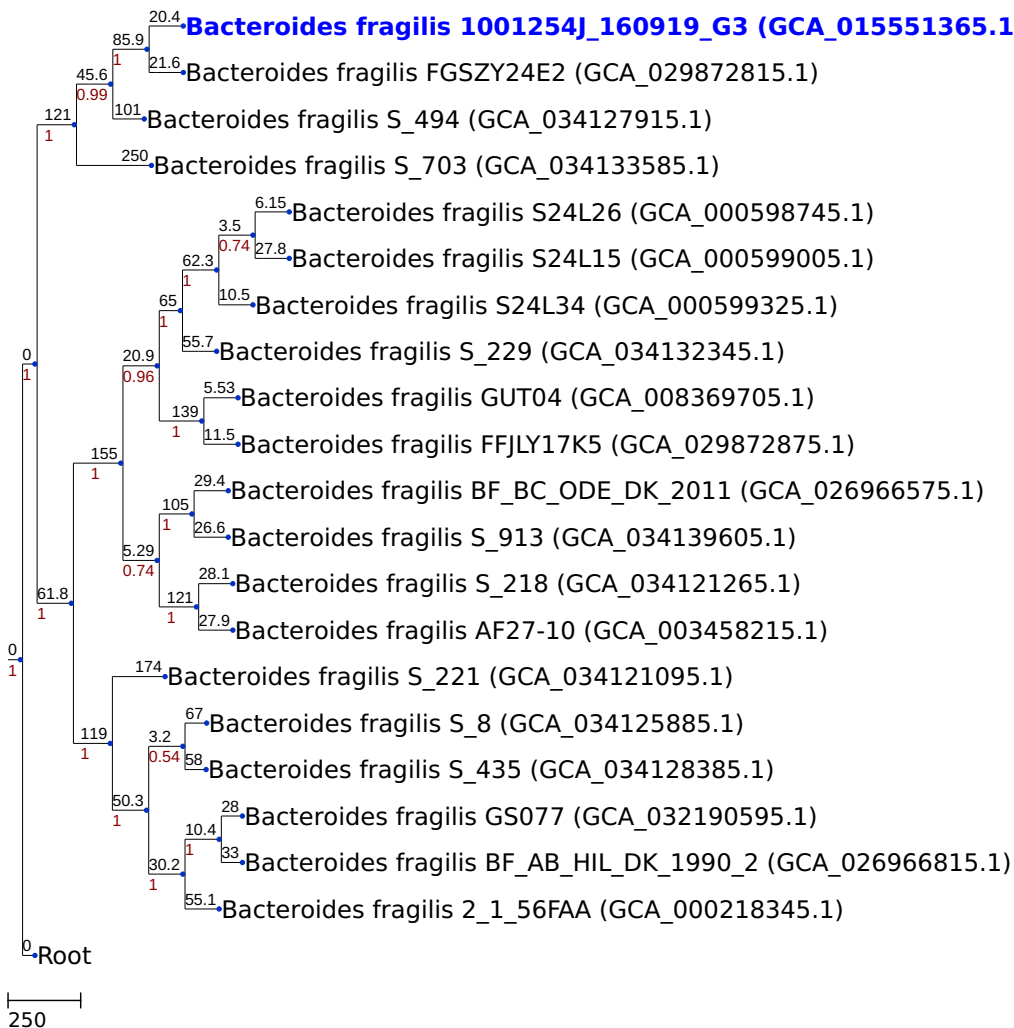 20.4
Bacteroides fragilis 1001254J_160919_G3 (GCA_015551365.1
85.9
1
21.6
Bacteroides fragilis FGSZY24E2 (GCA_029872815.1)
45.6
0.99
101
Bacteroides fragilis S_494 (GCA_034127915.1)
121
1
250
Bacteroides fragilis S_703 (GCA_034133585.1)
6.15
Bacteroides fragilis S24L26 (GCA_000598745.1)
3.5
0.74
27.8
Bacteroides fragilis S24L15 (GCA_000599005.1)
62.3
1
10.5
Bacteroides fragilis S24L34 (GCA_000599325.1)
65
1
55.7
Bacteroides fragilis S_229 (GCA_034132345.1)
0
1
20.9
0.96
5.53
Bacteroides fragilis GUT04 (GCA_008369705.1)
139
1
11.5
Bacteroides fragilis FFJLY17K5 (GCA_029872875.1)
155
1
29.4
Bacteroides fragilis BF_BC_ODE_DK_2011 (GCA_026966575.1)
105
1
26.6
Bacteroides fragilis S_913 (GCA_034139605.1)
5.29
0.74
28.1
Bacteroides fragilis S_218 (GCA_034121265.1)
61.8
1
121
1
27.9
Bacteroides fragilis AF27-10 (GCA_003458215.1)
0
1
174
Bacteroides fragilis S_221 (GCA_034121095.1)
67
Bacteroides fragilis S_8 (GCA_034125885.1)
119
1
3.2
0.54
58
Bacteroides fragilis S_435 (GCA_034128385.1)
50.3
1
28
Bacteroides fragilis GS077 (GCA_032190595.1)
10.4
1
33
Bacteroides fragilis BF_AB_HIL_DK_1990_2 (GCA_026966815.1)
30.2
1
55.1
Bacteroides fragilis 2_1_56FAA (GCA_000218345.1)
0
Root
250